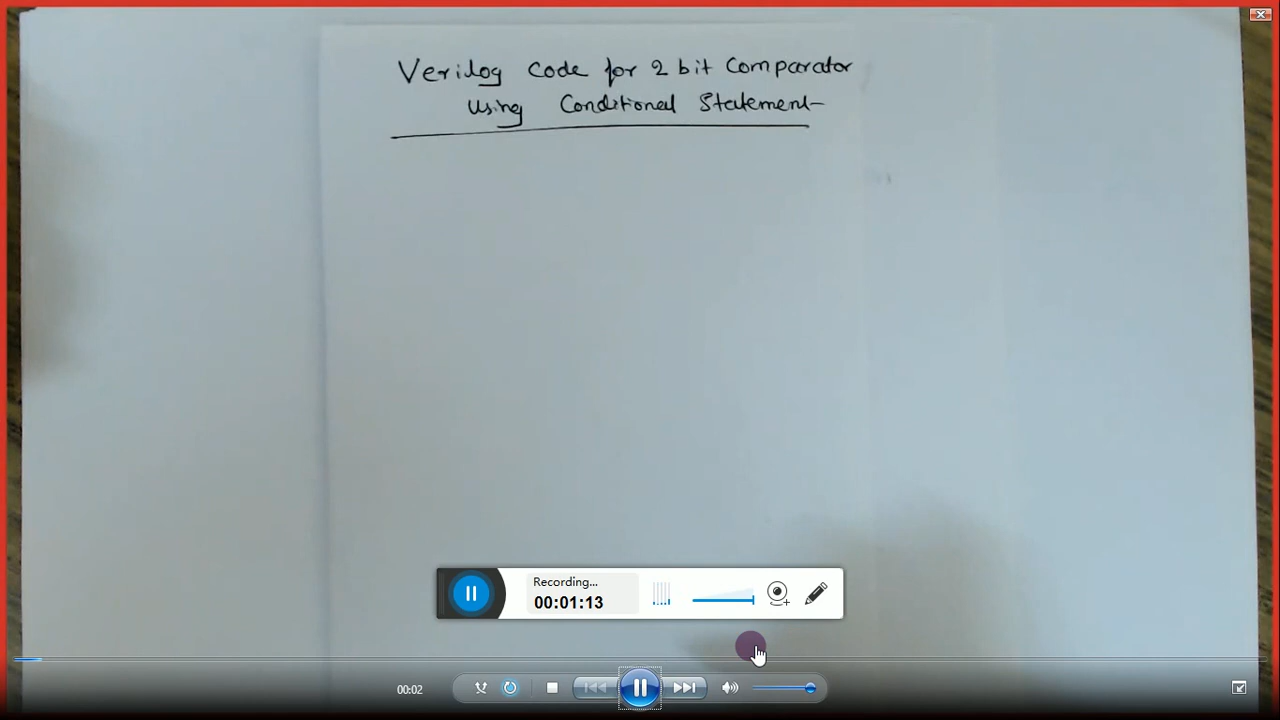 Verilog Code for 2 bit Comparator
Using Conditional Statement
Recording...
00:01:13
00:02